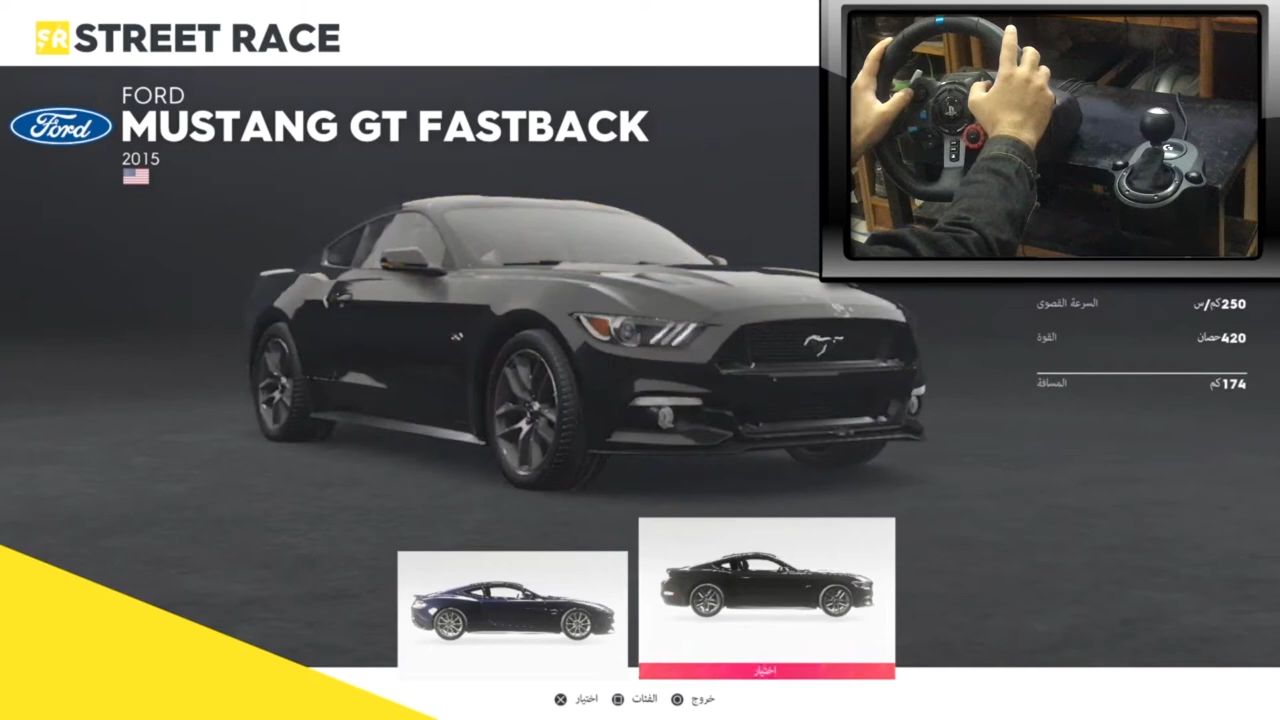 SR STREET RACE
FORD
Ford MUSTANG GT FASTBACK
2015
السرعة القصوى 250كم/س
القوة 420حصان
المسافة 174كم
اختيار
اختيار الفئات خروج